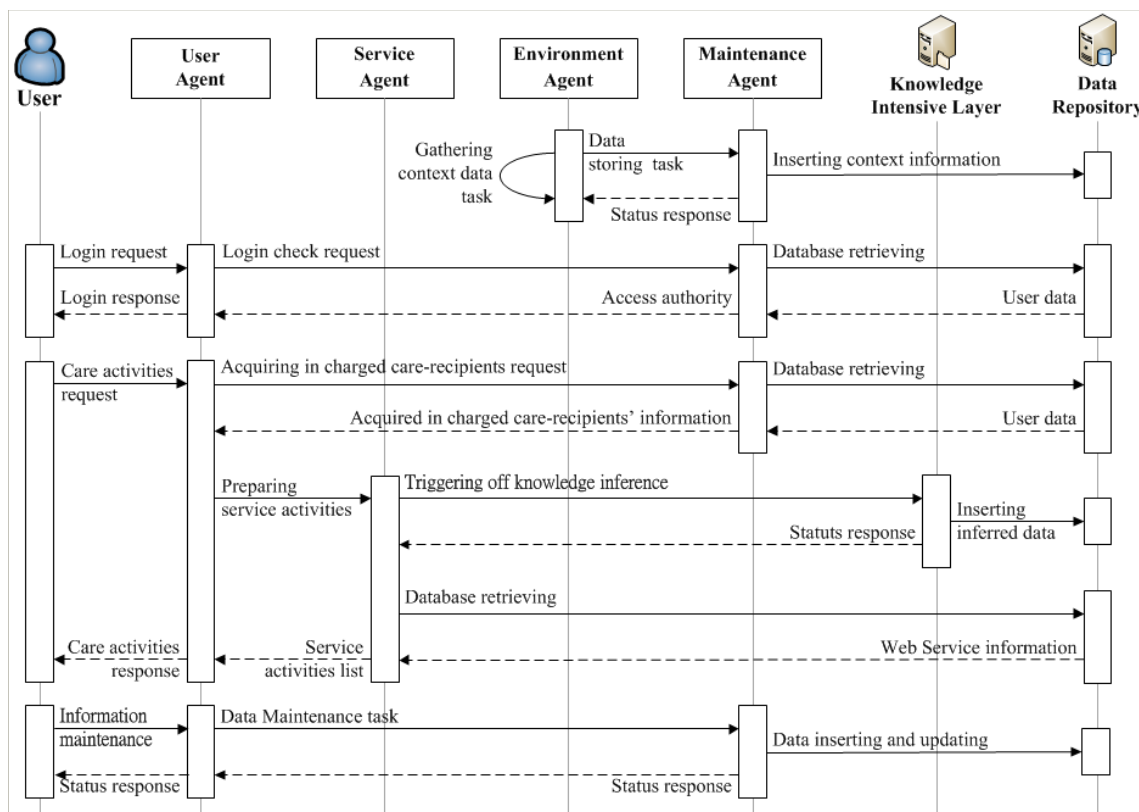 User
User
Agent
Service
Agent
Environment
Agent
Maintenance
Agent
Knowledge
Intensive Layer
Data
Repository
Gathering
context data
task
Data
storing task
Inserting context information
Status response
Login request
Login check request
Database retrieving
Login response
Access authority
User data
Care activities
request
Acquiring in charged care-recipients request
Database retrieving
Acquired in charged care-recipients' information
User data
Preparing
service activities
Triggering off knowledge inference
Inserting
inferred data
Statuts response
Database retrieving
Care activities
response
Service
activities list
Web Service information
Information
maintenance
Data Maintenance task
Data inserting and updating
Status response
Status response